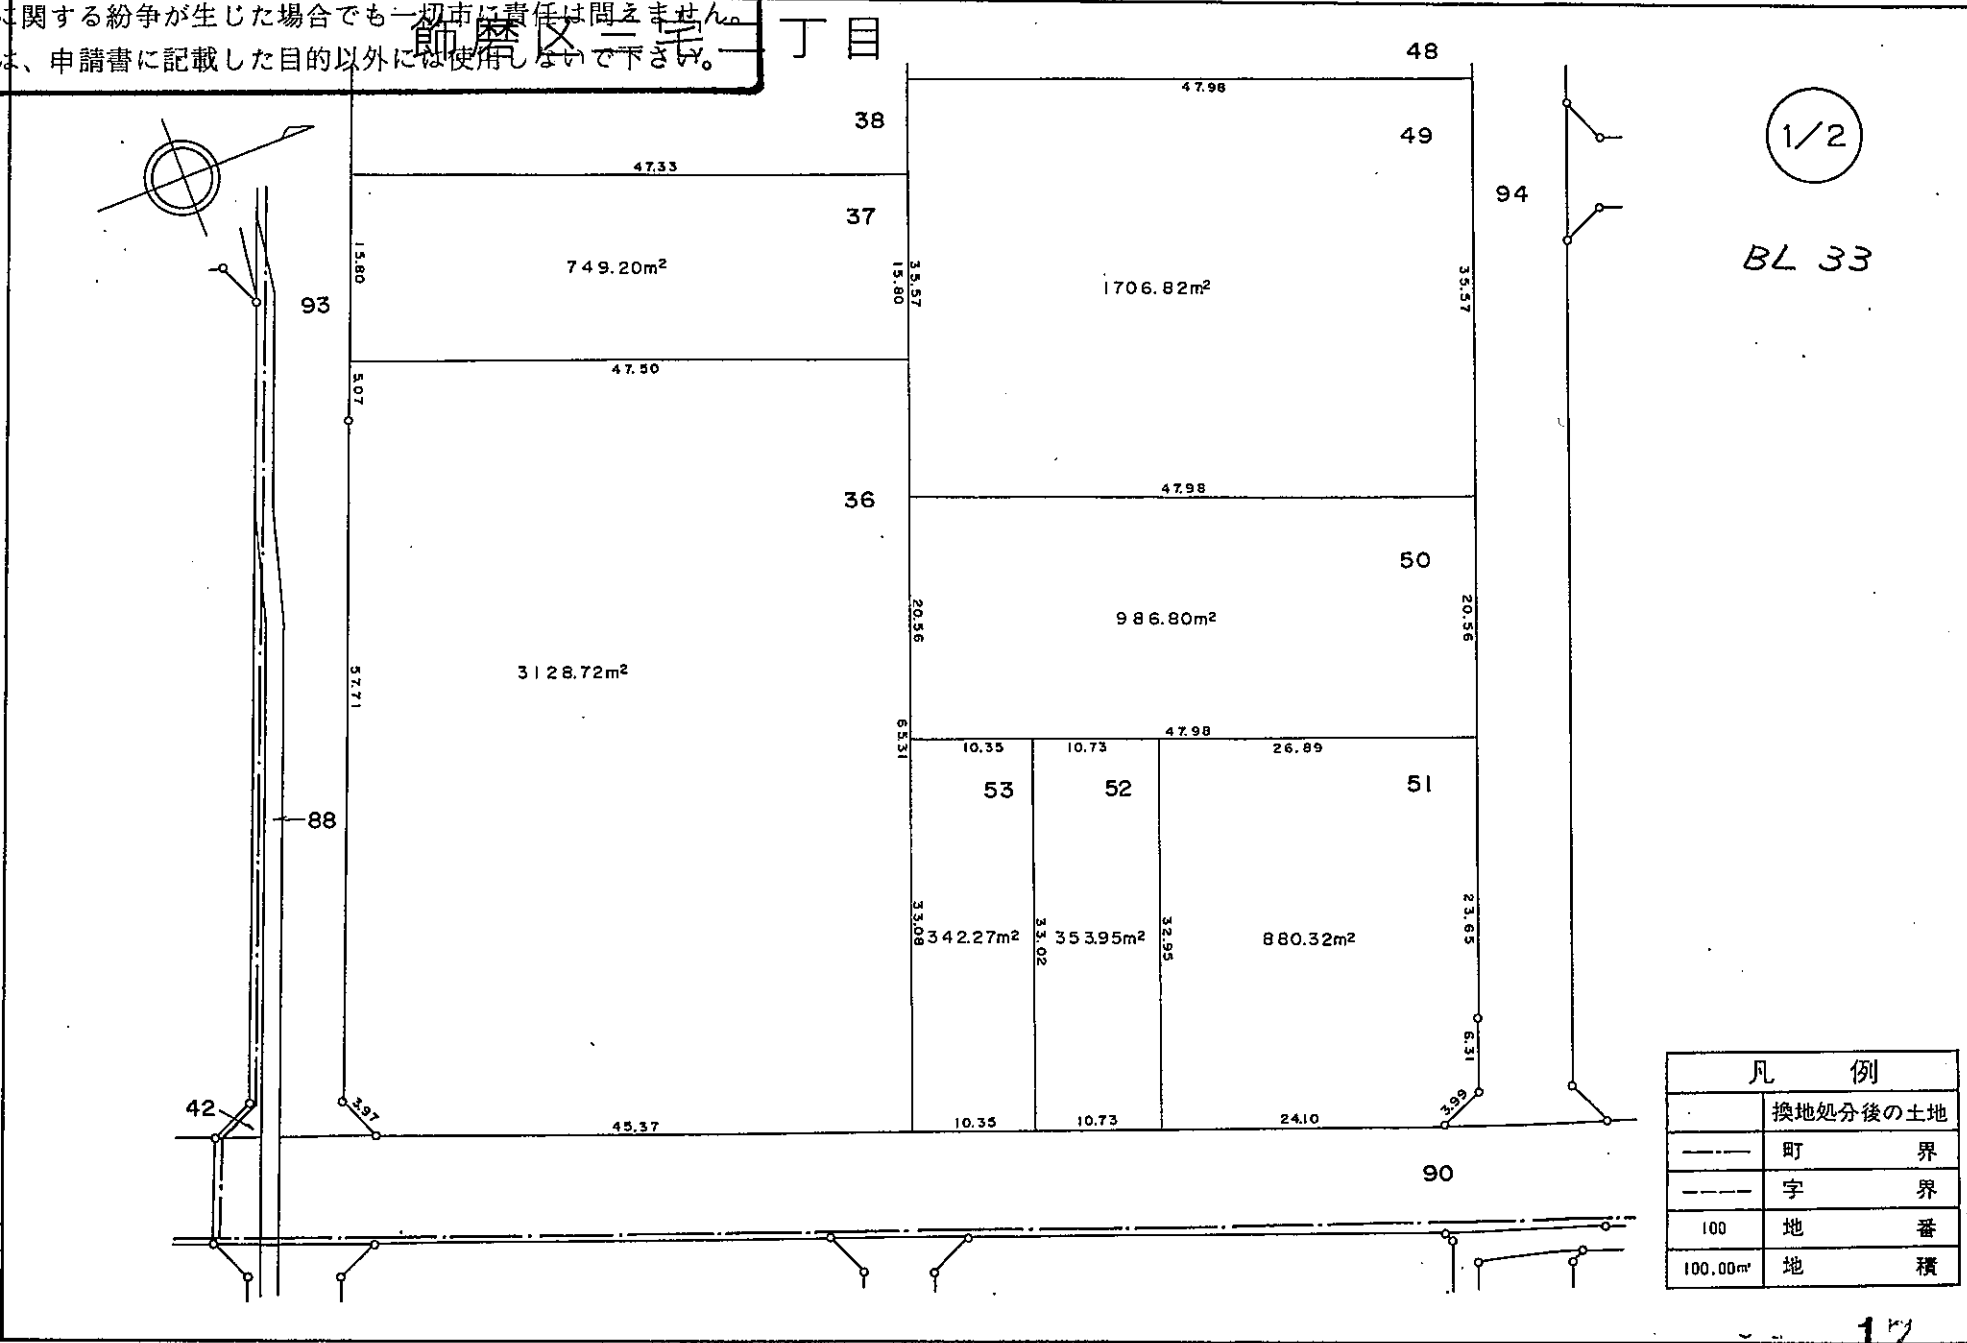 に関する紛争が生じた場合でも一切市に責任は問えません。
は、申請書に記載した目的以外には使用しないで下さい。
飾磨区三宅二丁目
48
47.98
38
49
1/2
47.33
94
37
BL 33
749.20m²
15.80
15.80
35.57
1706.82m²
35.57
93
47.50
5.07
47.98
36
50
20.56
986.80m²
20.56
3128.72m²
57.71
65.31
47.98
10.35
10.73
26.89
53
52
51
88
33.08
342.27m²
33.02
353.95m²
32.95
880.32m²
23.65
6.31
42
3.97
45.37
10.35
10.73
24.10
3.99
90
凡 例
換地処分後の土地
町 界
字 界
100 地 番
100.00m² 地 積